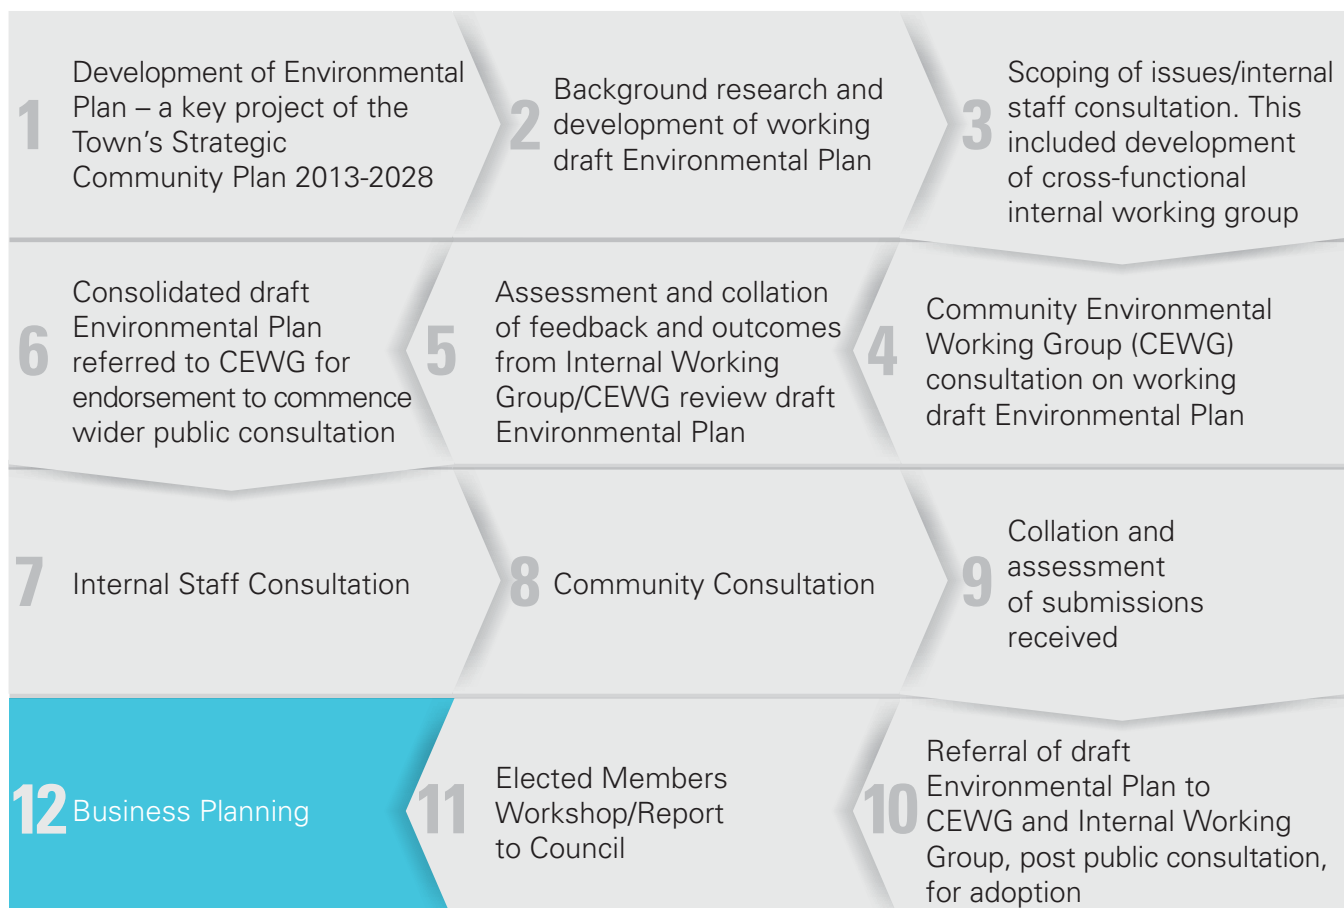 1
Development of Environmental
Plan – a key project of the
Town's Strategic
Community Plan 2013-2028
2
Background research and
development of working
draft Environmental Plan
3
Scoping of issues/internal
staff consultation. This
included development
of cross-functional
internal working group
4
Community Environmental
Working Group (CEWG)
consultation on working
draft Environmental Plan
5
Assessment and collation
of feedback and outcomes
from Internal Working
Group/CEWG review draft
Environmental Plan
6
Consolidated draft
Environmental Plan
referred to CEWG for
endorsement to commence
wider public consultation
7
Internal Staff Consultation
8
Community Consultation
9
Collation and
assessment
of submissions
received
10
Referral of draft
Environmental Plan to
CEWG and Internal Working
Group, post public consultation,
for adoption
11
Elected Members
Workshop/Report
to Council
12
Business Planning